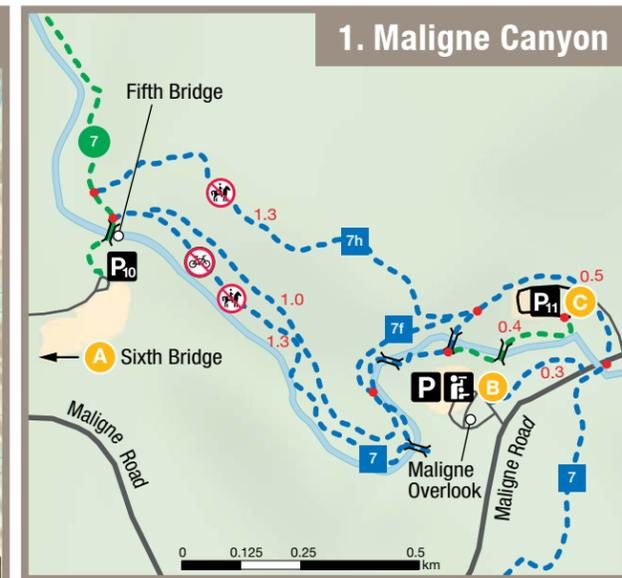 1. Maligne Canyon
Fifth Bridge
7
1.3
7h
P10
1.0
0.5
P11
C
7f
0.4
1.3
A
Sixth Bridge
P
B
0.3
Maligne Road
7
Maligne
Overlook
Maligne Road
7
0
0.125
0.25
0.5
km